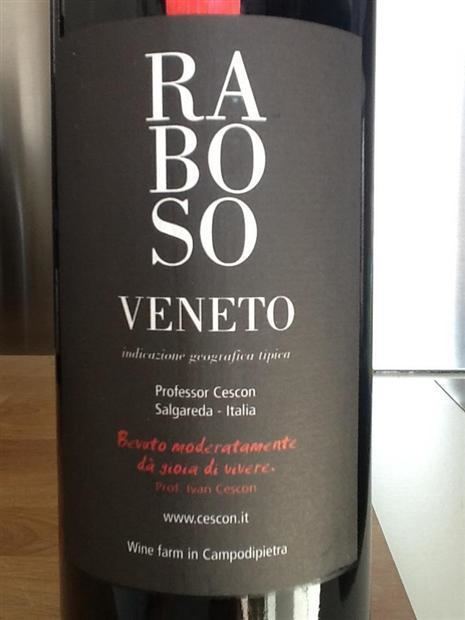 RA
BO
SO
VENETO
indicazione geografica tipica
Professor Cescon
Salgareda - Italia
Bevuto moderatamente
dà gioia di vivere.
Prof. Ivan Cescon
www.cescon.it
Wine farm in Campodipietra